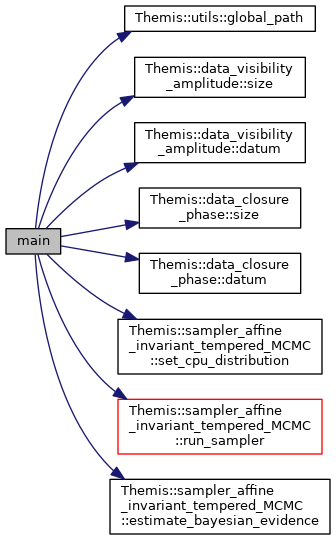 Themis::utils::global_path
Themis::data_visibility
_amplitude::size
Themis::data_visibility
_amplitude::datum
Themis::data_closure
_phase::size
main
Themis::data_closure
_phase::datum
Themis::sampler_affine
_invariant_tempered_MCMC
::set_cpu_distribution
Themis::sampler_affine
_invariant_tempered_MCMC
::run_sampler
Themis::sampler_affine
_invariant_tempered_MCMC
::estimate_bayesian_evidence